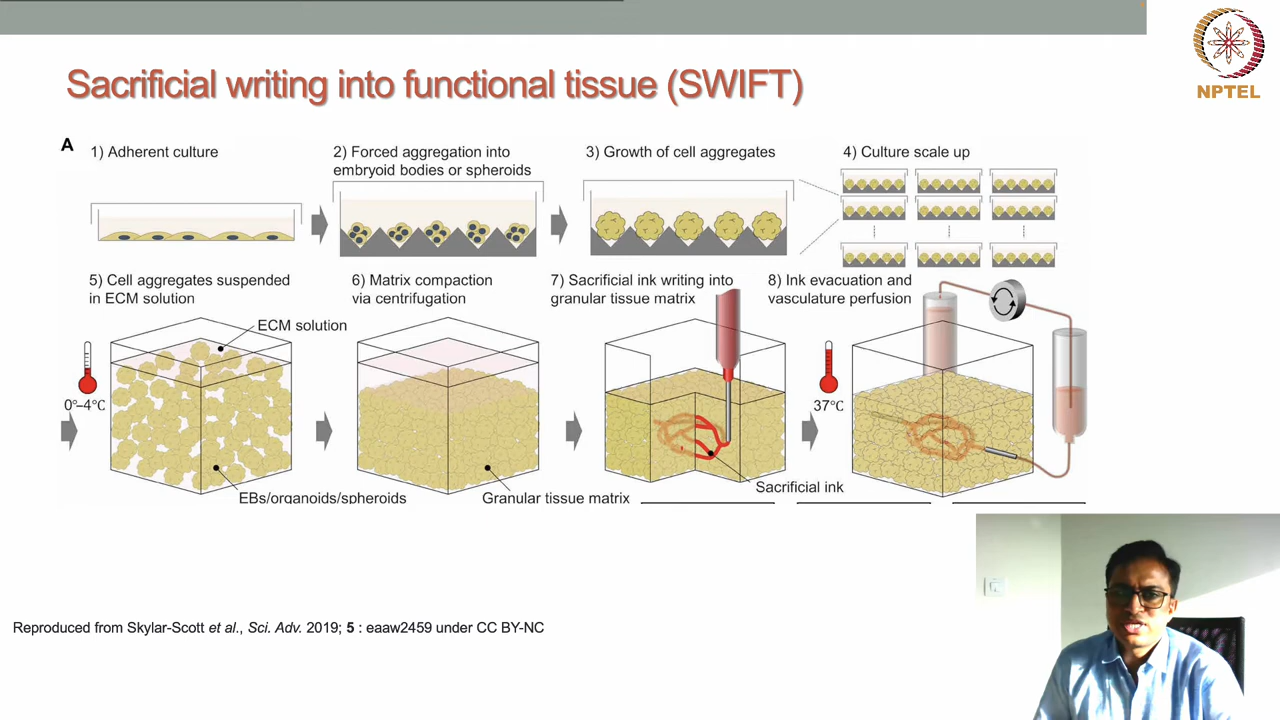 Sacrificial writing into functional tissue (SWIFT)
NPTEL
A
1) Adherent culture
2) Forced aggregation into
embryoid bodies or spheroids
3) Growth of cell aggregates
4) Culture scale up
5) Cell aggregates suspended
in ECM solution
6) Matrix compaction
via centrifugation
7) Sacrificial ink writing into
granular tissue matrix
8) Ink evacuation and
vasculature perfusion
ECM solution
0°–4℃
EBs/organoids/spheroids
Granular tissue matrix
Sacrificial ink
37℃
Reproduced from Skylar-Scott et al., Sci. Adv. 2019; 5 : eaaw2459 under CC BY-NC